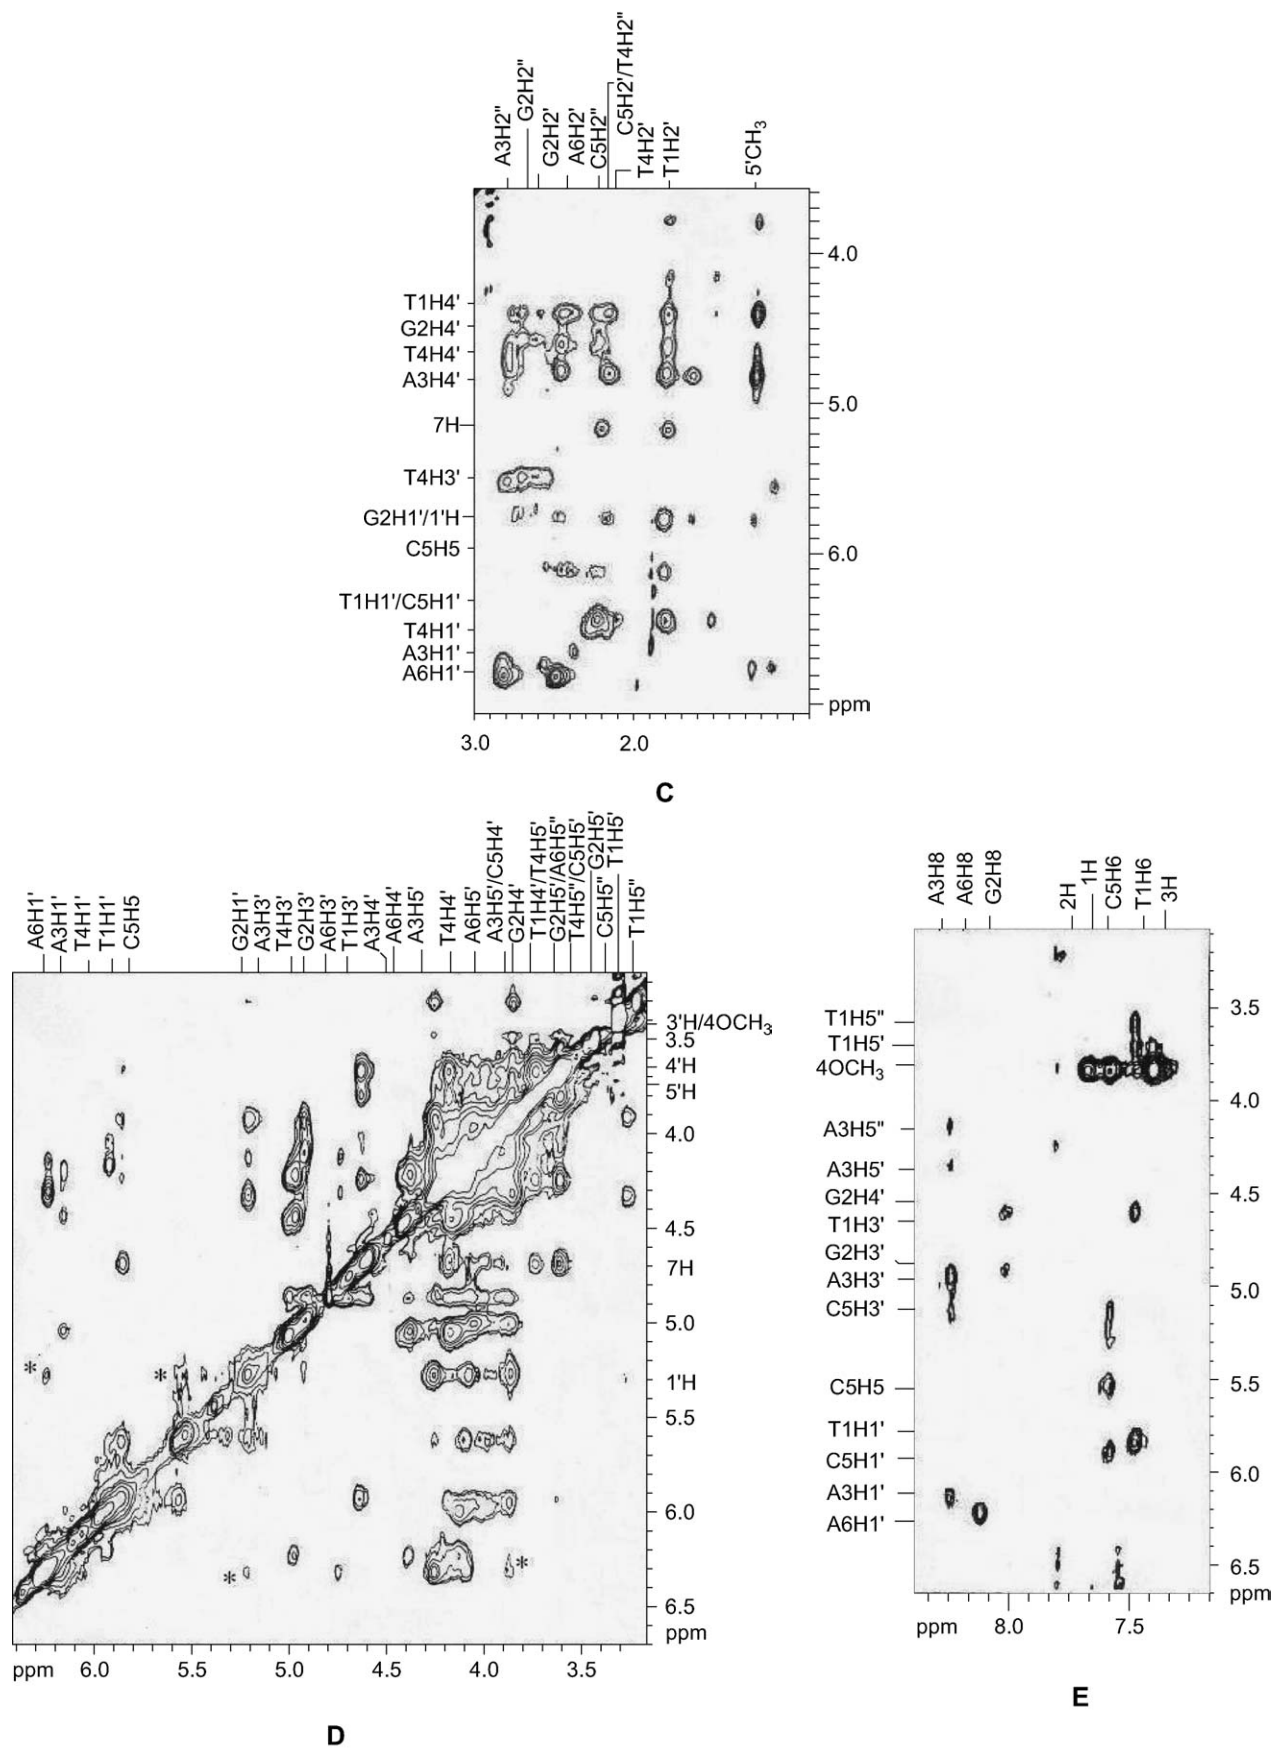 A3H2"
G2H2"
G2H2'
A6H2'
C5H2"
C5H2'/T4H2"
T4H2'
T1H2'
5'CH3
4.0
T1H4'
G2H4'
T4H4'
A3H4'
5.0
7H
T4H3'
G2H1'/1'H
C5H5
6.0
T1H1'/C5H1'
T4H1'
A3H1'
A6H1'
ppm
3.0 2.0
C
A6H1'
A3H1'
T4H1'
T1H1'
C5H5
G2H1'
A3H3'
T4H3'
G2H3'
A6H3'
T1H3'
A3H4'
A6H4'
A3H5'
T4H4'
A6H5'
A3H5'/C5H4'
G2H4'
T1H4'/T4H5'
G2H5'/A6H5"
T4H5"/C5H5'
G2H5'
C5H5"
T1H5'
T1H5"
3'H/4OCH3
3.5
4'H
5'H
4.0
4.5
7H
5.0
*
*
1'H
5.5
6.0
*
*
6.5
ppm
ppm 6.0 5.5 5.0 4.5 4.0 3.5
D
A3H8
A6H8
G2H8
2H
1H
C5H6
T1H6
3H
T1H5"
3.5
T1H5'
4OCH3
4.0
A3H5"
A3H5'
G2H4'
4.5
T1H3'
G2H3'
A3H3'
5.0
C5H3'
C5H5
5.5
T1H1'
C5H1'
6.0
A3H1'
A6H1'
6.5
ppm
ppm 8.0 7.5
E